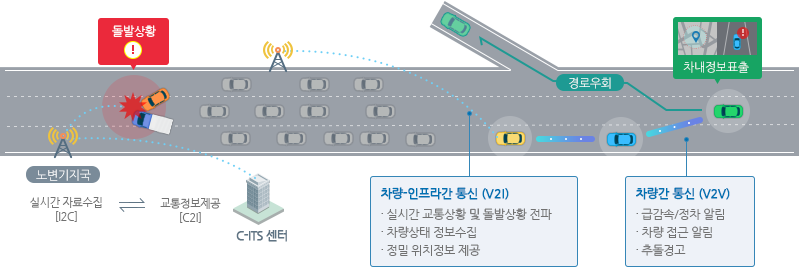 돌발상황
!
!
차내정보표출
경로우회
노변기지국
실시간 자료수집
[I2C]
교통정보제공
[C2I]
C-ITS 센터
차량-인프라간 통신 (V2I)
· 실시간 교통상황 및 돌발상황 전파
· 차량상태 정보수집
· 정밀 위치정보 제공
차량간 통신 (V2V)
· 급감속/정차 알림
· 차량 접근 알림
· 추돌경고